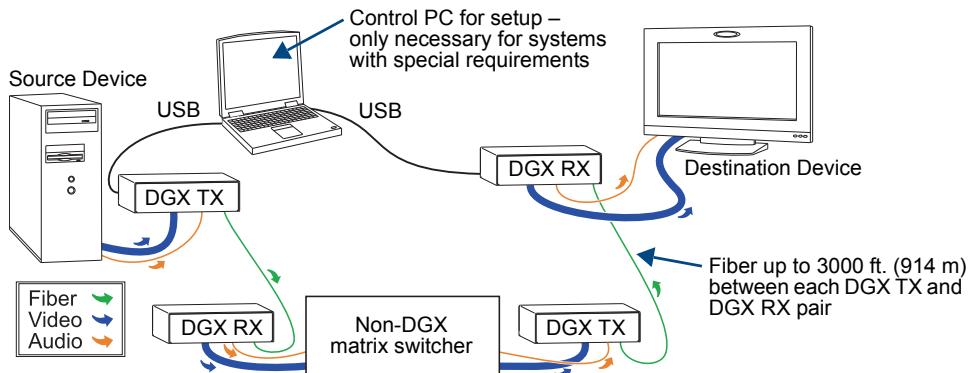 Control PC for setup –
only necessary for systems
with special requirements
Source Device
USB
USB
DGX TX
DGX RX
Destination Device
Fiber up to 3000 ft. (914 m)
between each DGX TX and
DGX RX pair
Fiber
Video
Audio
DGX RX
Non-DGX
matrix switcher
DGX TX